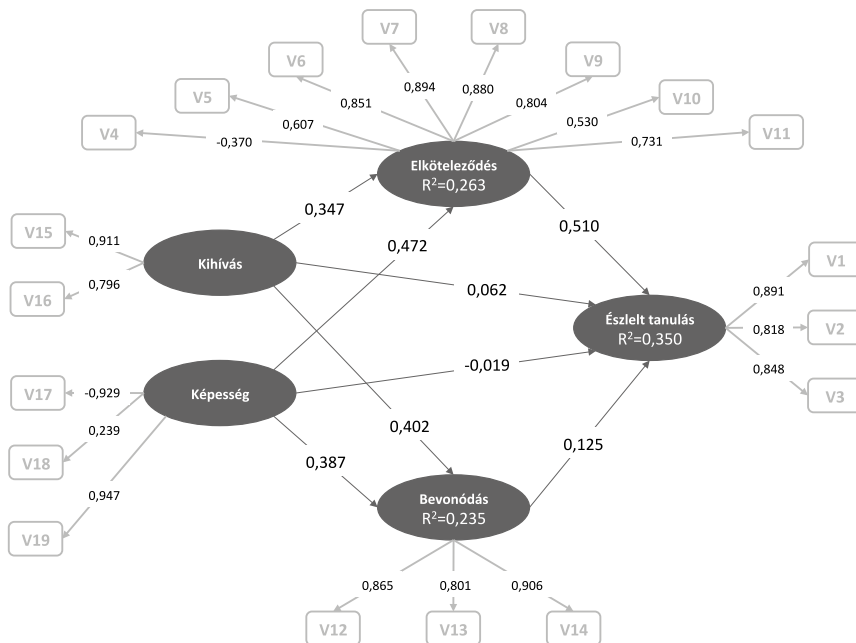 V7
V8
V6
V9
V5
V10
V4
V11
0,894
0,880
0,851
0,804
0,607
0,530
-0,370
0,731
Elköteleződés
R²=0,263
0,347
0,510
0,472
V15
0,911
Kihívás
V16
0,796
0,062
V1
0,891
Észlelt tanulás
R²=0,350
0,818
V2
0,848
V3
-0,019
V17
-0,929
Képesség
0,239
V18
0,402
0,125
0,387
0,947
V19
Bevonódás
R²=0,235
0,865
0,801
0,906
V12
V13
V14